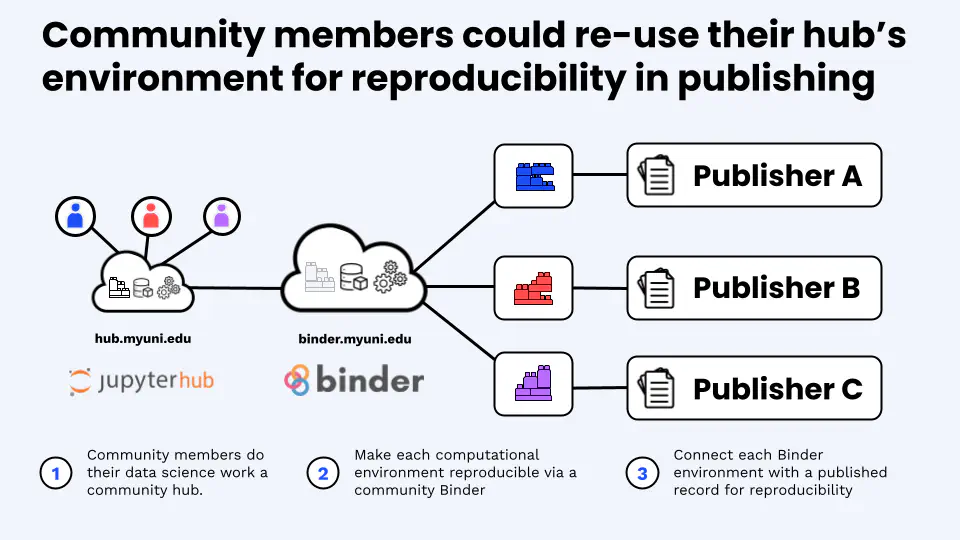 Community members could re-use their hub's
environment for reproducibility in publishing
Publisher A
Publisher B
Publisher C
hub.myuni.edu
binder.myuni.edu
jupyterhub
binder
1
Community members do
their data science work a
community hub.
2
Make each computational
environment reproducible via a
community Binder
3
Connect each Binder
environment with a published
record for reproducibility